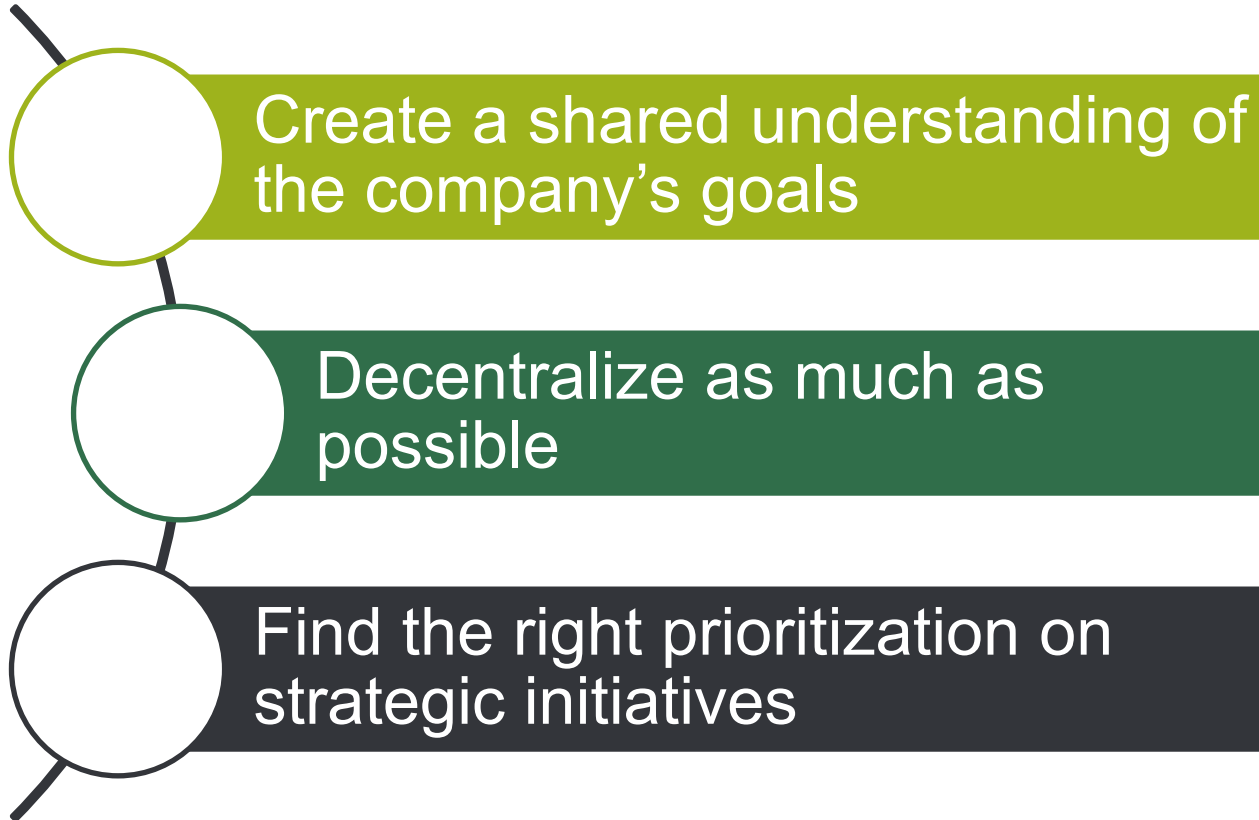 Create a shared understanding of
the company’s goals
Decentralize as much as
possible
Find the right prioritization on
strategic initiatives